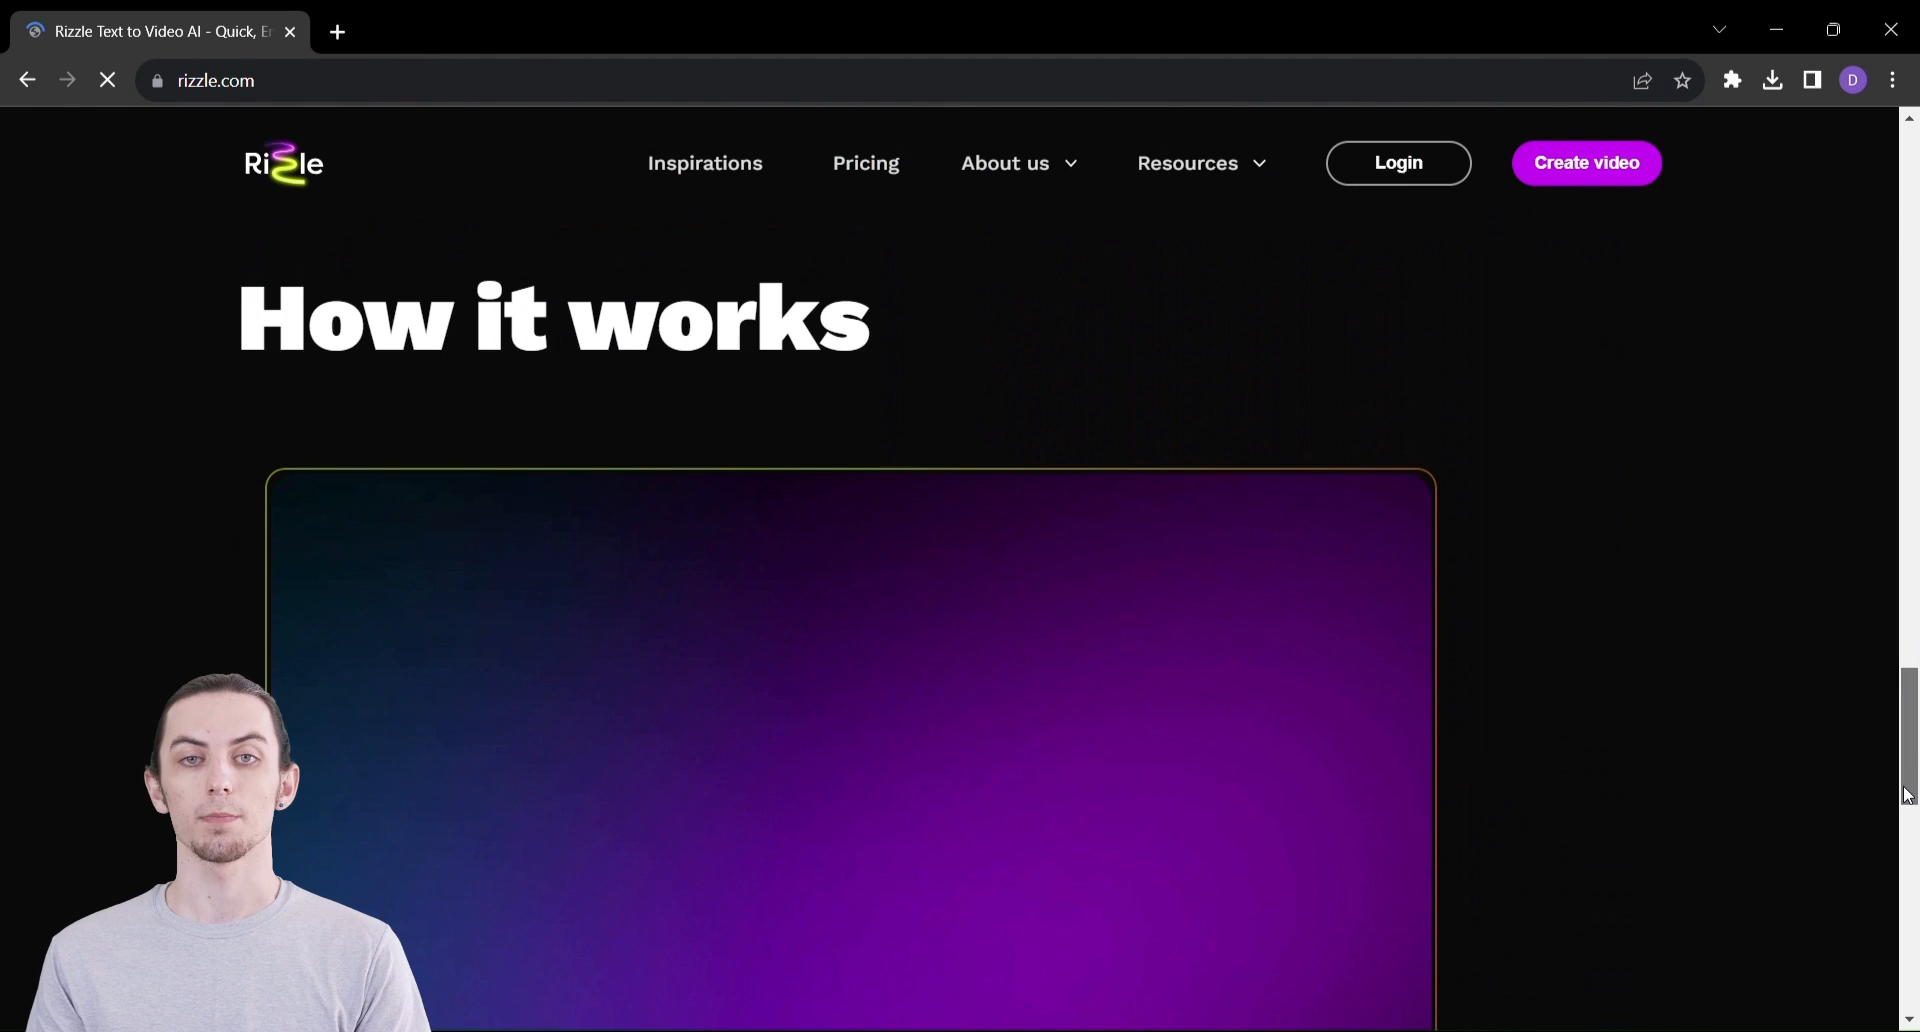 Rizzle Text to Video AI - Quick, Er
rizzle.com
D
Rizzle
Inspirations
Pricing
About us
Resources
Login
Create video
How it works